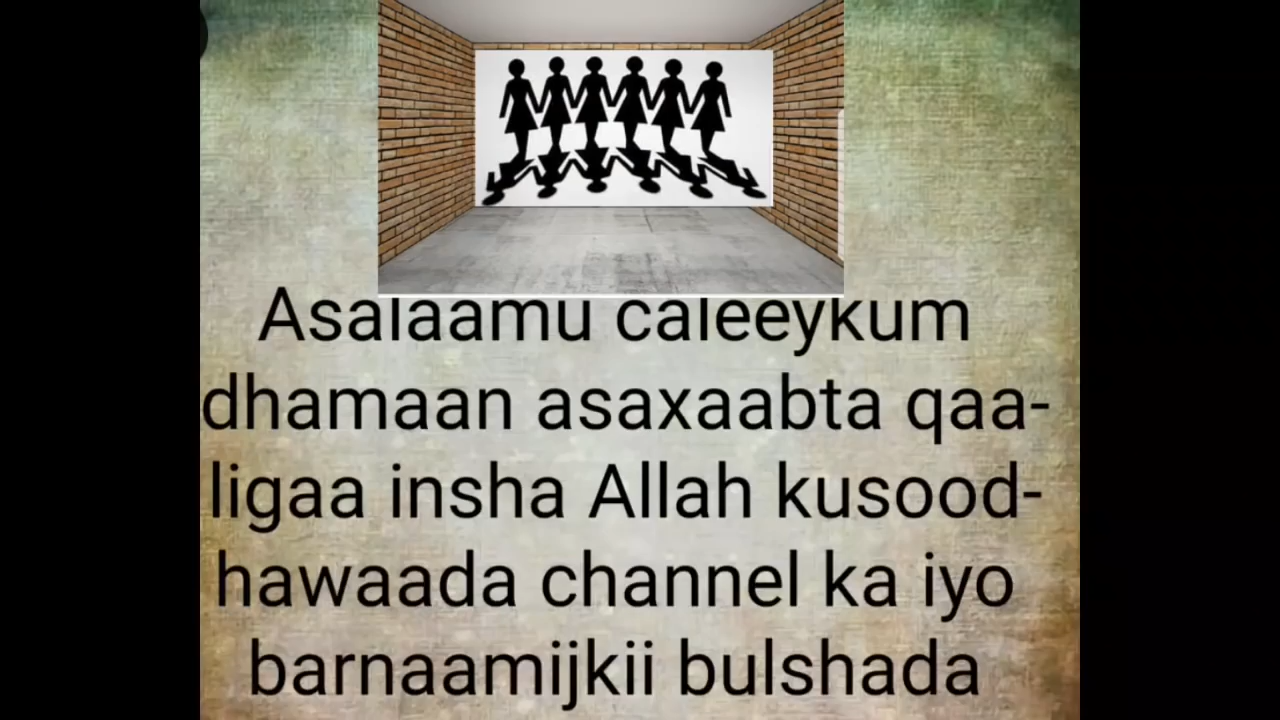 Asalaamu caleeykum
dhamaan asaxaabta qaa-
ligaa insha Allah kusood-
hawaada channel ka iyo
barnaamijkii bulshada